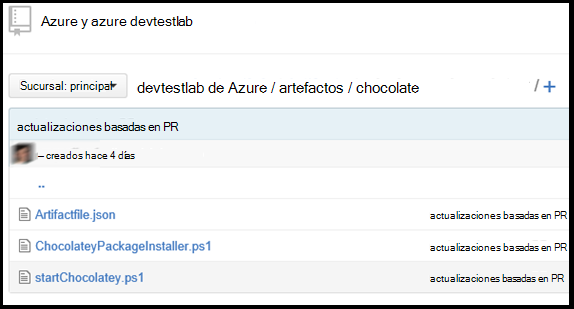 Azure y azure devtestlab
Sucursal: principal devtestlab de Azure / artefactos / chocolate / +
actualizaciones basadas en PR
– creados hace 4 días
..
Artifactfile.json actualizaciones basadas en PR
ChocolateyPackageInstaller.ps1 actualizaciones basadas en PR
startChocolatey.ps1 actualizaciones basadas en PR